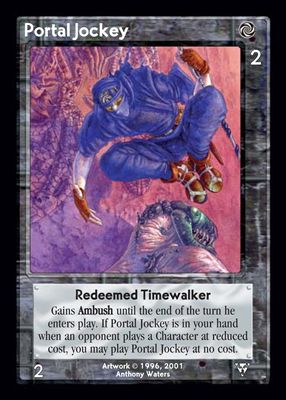 Portal Jockey
2
Redeemed Timewalker
Gains Ambush until the end of the turn he
enters play. If Portal Jockey is in your hand
when an opponent plays a Character at reduced
cost, you may play Portal Jockey at no cost.
2
Artwork © 1996, 2001
Anthony Waters